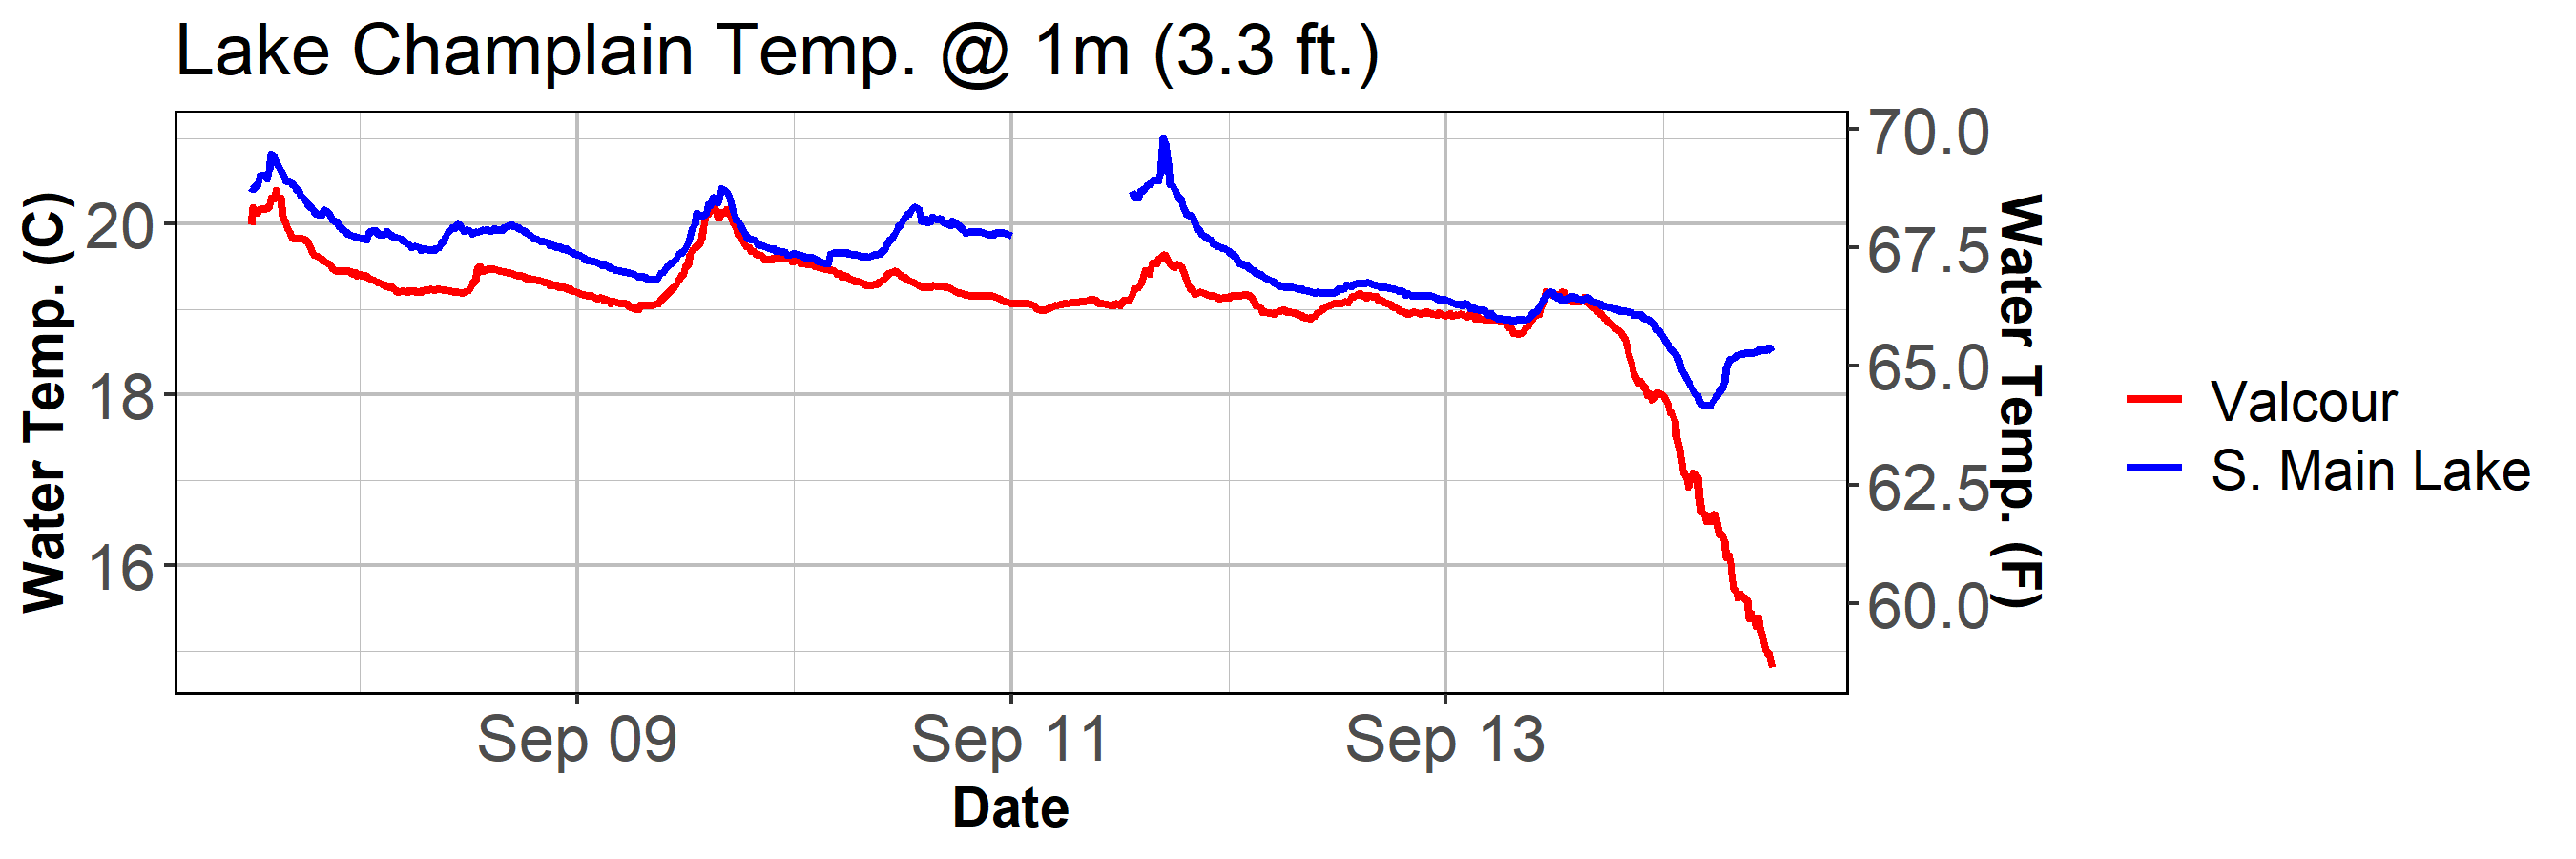 Lake Champlain Temp. @ 1m (3.3 ft.)
Water Temp. (C)
20
18
16
70.0
67.5
65.0
62.5
60.0
Water Temp. (F)
Sep 09
Sep 11
Sep 13
Date
Valcour
S. Main Lake